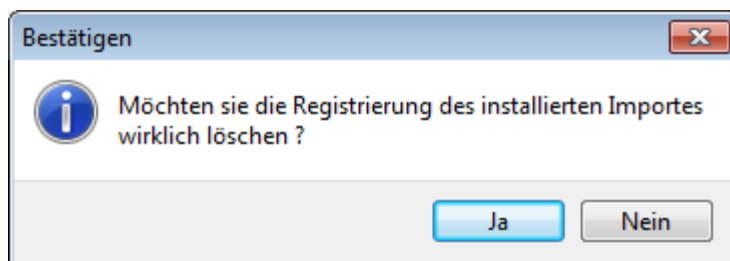 Bestätigen
Möchten sie die Registrierung des installierten Importes
wirklich löschen ?
Ja
Nein